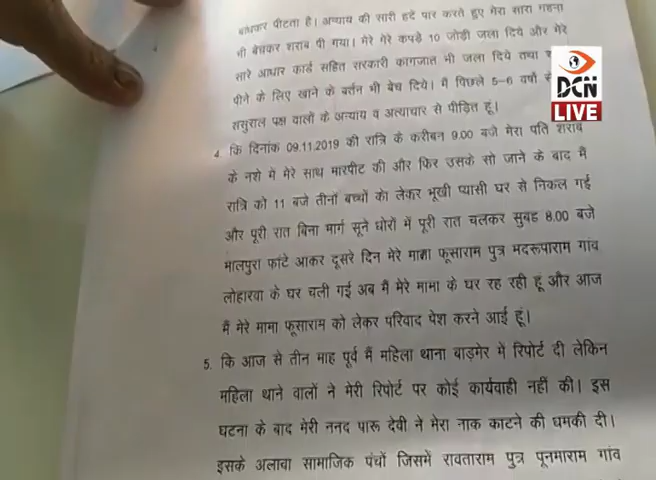 बांधकर पीटता है। अन्याय की सारी हदें पार करते हुए मेरा सारा गहना
भी बेचकर शराब पी गया। मेरे मेरे कपड़े 10 जोड़ी जला दिये और मेरे
सारे आधार कार्ड सहित सरकारी कागजात भी जला दिये तथा
पीने के लिए खाने के बर्तन भी बेच दिये। मै पिछले 5-6 वर्षो से
ससुराल पक्ष वालों के अन्याय व अत्याचार से पीड़ित हूं।
4. कि दिनांक 09.11.2019 की रात्रि के करीबन 9.00 बजे मेरा पति शराब
के नशे में मेरे साथ मारपीट की और फिर उसके सो जाने के बाद मैं
रात्रि को 11 बजे तीनों बच्चों को लेकर भूखी प्यासी घर से निकल गई
और पूरी रात बिना मार्ग सूने धोरों में पूरी रात चलकर सुबड 8.00 बजे
मालपुरा फांटे आकर दूसरे दिन मेरे मामा फूसाराम पुत्र मदरूपाराम गांव
लोहारवा के घर चली गई अब मैं मेरे मामा के घर रह रही हूं और आज
मैं मेरे मामा फूसाराम को लेकर परिवाद पेश करने आई हूं।
5. कि आज से तीन माह पूर्व मैं महिला थाना बाड़मेर में रिपोर्ट दी लेकिन
महिला थाने वालों ने मेरी रिपोर्ट पर कोई कार्यवाही नहीं की। इस
घटना के बाद मेरी ननद पारू देवी ने मेरा नाक काटने की धमकी दी।
इसके अलावा सामाजिक पंचों जिसमें रावताराम पुत्र पूनमाराम गांव
DCN
LIVE